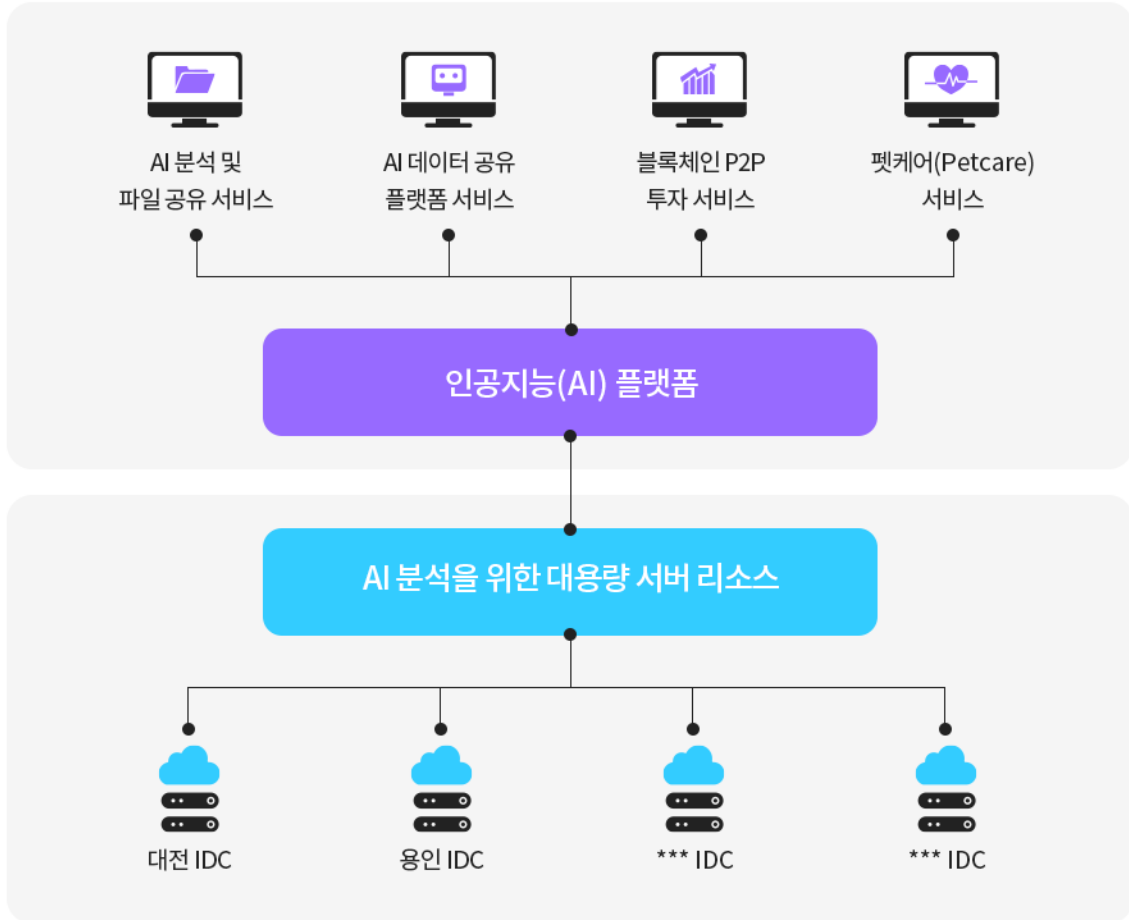 AI 분석 및
파일 공유 서비스
AI 데이터 공유
플랫폼 서비스
블록체인 P2P
투자 서비스
펫케어(Petcare)
서비스
인공지능(AI) 플랫폼
AI 분석을 위한 대용량 서버 리소스
대전 IDC
용인 IDC
*** IDC
*** IDC